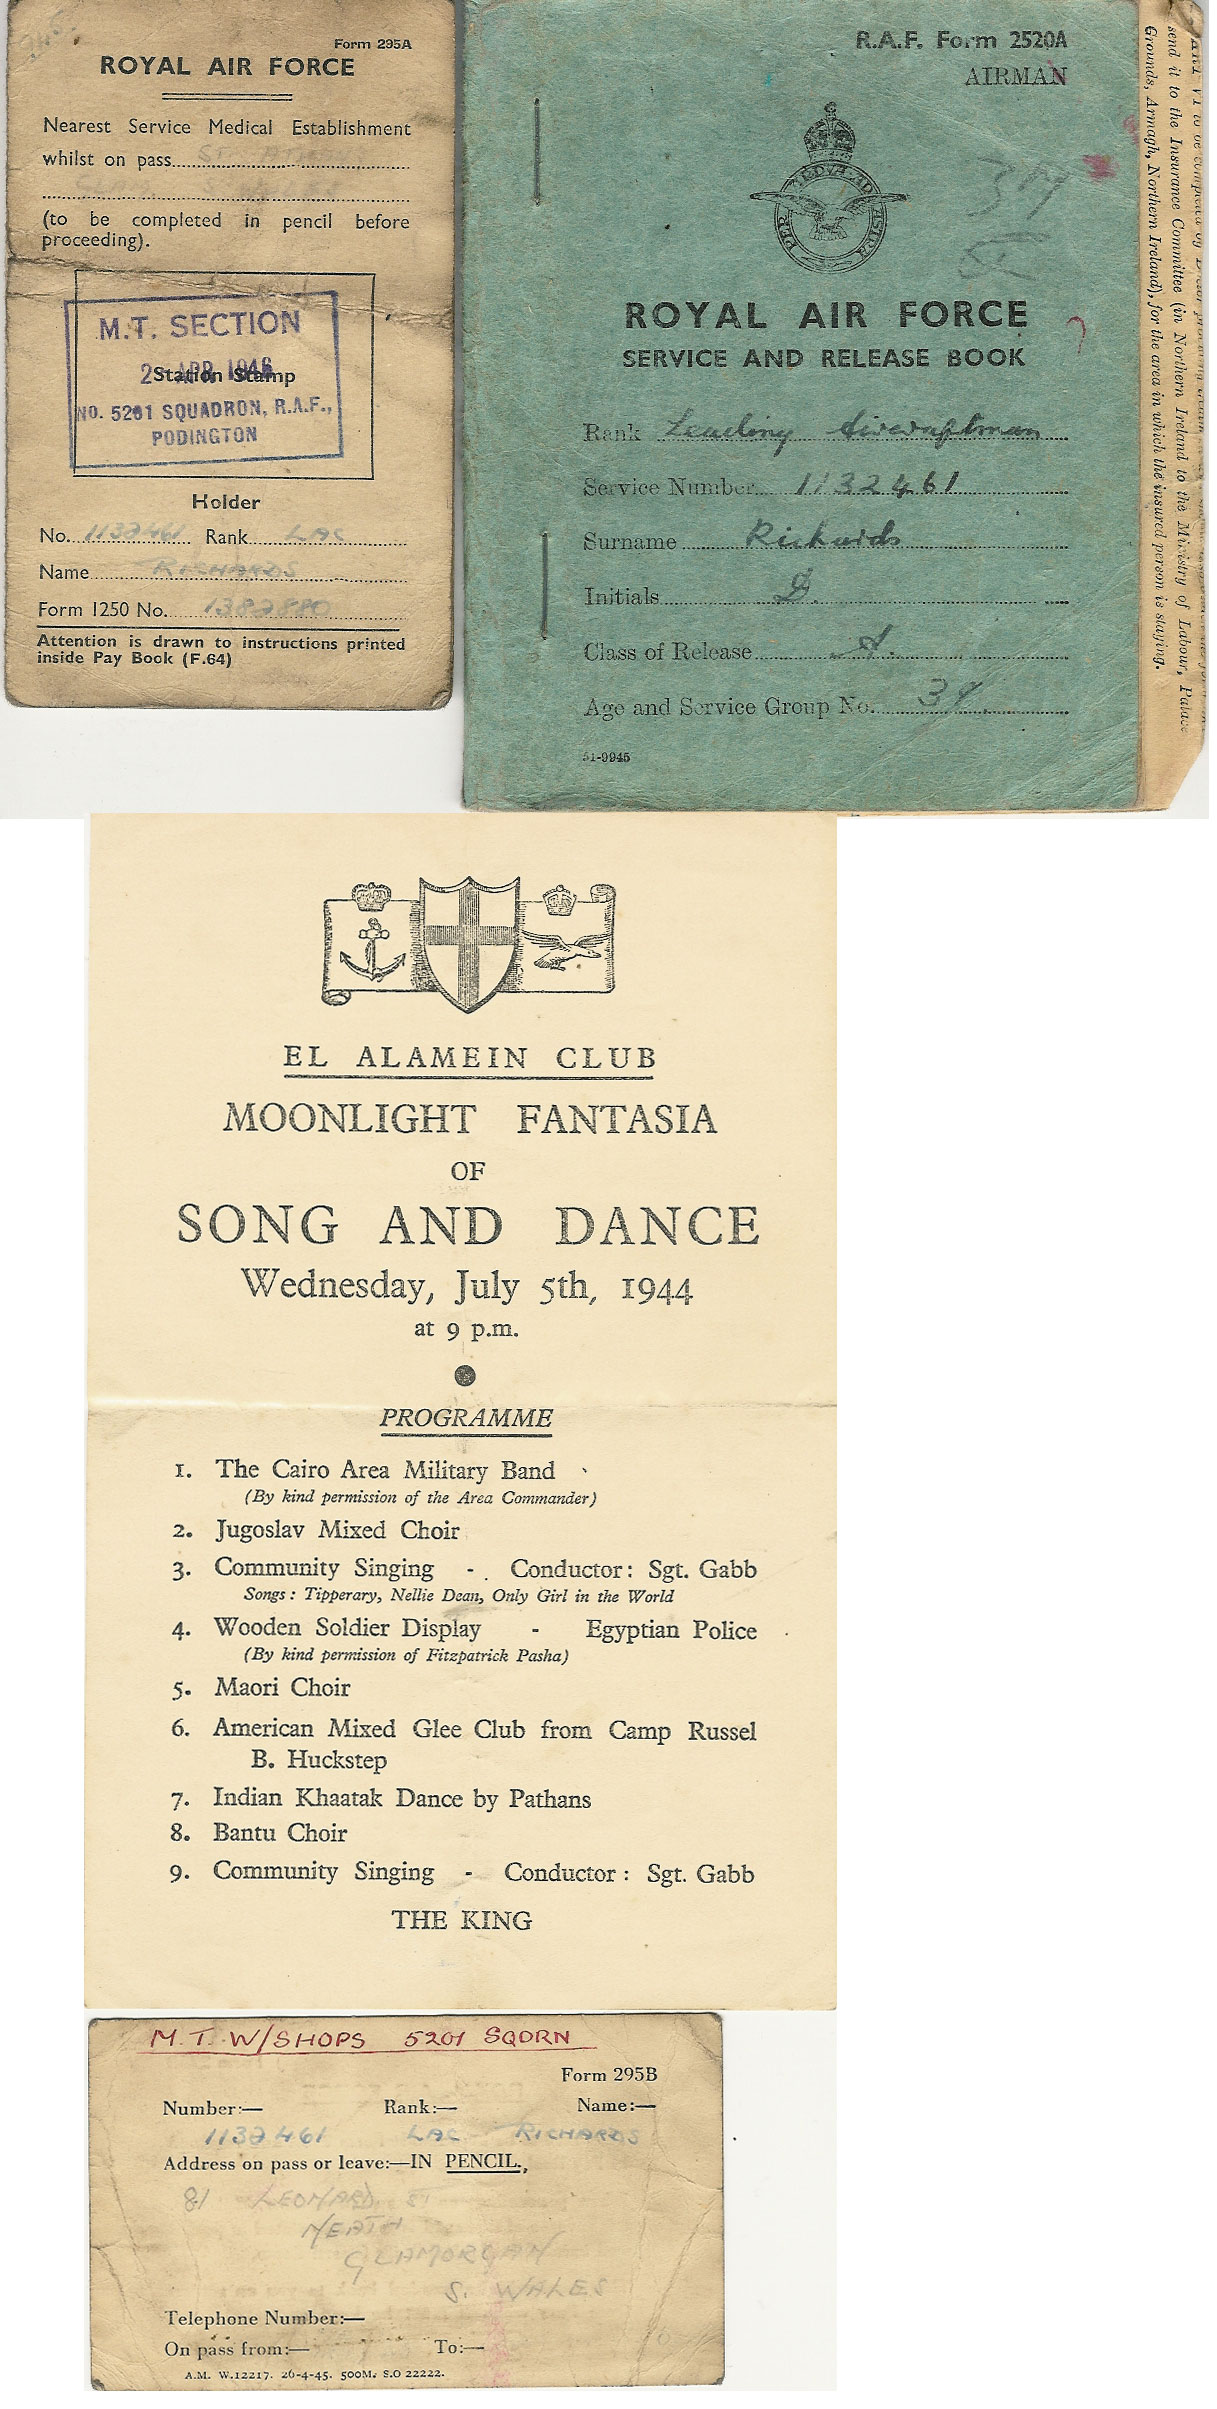 Form 295A
ROYAL AIR FORCE
Nearest Service Medical Establishment
whilst on pass
S. WALES
(to be completed in pencil before
proceeding).
M.T. SECTION
2 APR 1946
Station Stamp
NO. 5201 SQUADRON, R.A.F.,
PODINGTON
Holder
No. 1132461 Rank LAC
Name RICHARDS
Form 1250 No. 1382880
Attention is drawn to instructions printed
inside Pay Book (F.64)
R.A.F. Form 2520A
AIRMAN
PER ARDUA AD ASTRA
37
ROYAL AIR FORCE
SERVICE AND RELEASE BOOK
Rank Leading Aircraftman
Service Number 1132461
Surname Richards
Initials D.
Class of Release A.
Age and Service Group No. 37.
51-9945
send it to the Insurance Committee (in Northern Ireland to the Ministry of Labour, Palace
Grounds, Armagh, Northern Ireland), for the area in which the insured person is staying.
EL ALAMEIN CLUB
MOONLIGHT FANTASIA
OF
SONG AND DANCE
Wednesday, July 5th, 1944
at 9 p.m.
PROGRAMME
1. The Cairo Area Military Band
(By kind permission of the Area Commander)
2. Jugoslav Mixed Choir
3. Community Singing - Conductor: Sgt. Gabb
Songs: Tipperary, Nellie Dean, Only Girl in the World
4. Wooden Soldier Display - Egyptian Police
(By kind permission of Fitzpatrick Pasha)
5. Maori Choir
6. American Mixed Glee Club from Camp Russel
B. Huckstep
7. Indian Khaatak Dance by Pathans
8. Bantu Choir
9. Community Singing - Conductor: Sgt. Gabb
THE KING
M.T. W/SHOPS 5201 SQDRN
Form 295B
Number:— Rank:— Name:—
1132461 LAC RICHARDS
Address on pass or leave:—IN PENCIL.,
81 LEONARD ST
NEATH
GLAMORGAN
S. WALES
Telephone Number:—
On pass from:— To:—
A.M. W.12217. 26-4-45. 500M. S.O 22222.